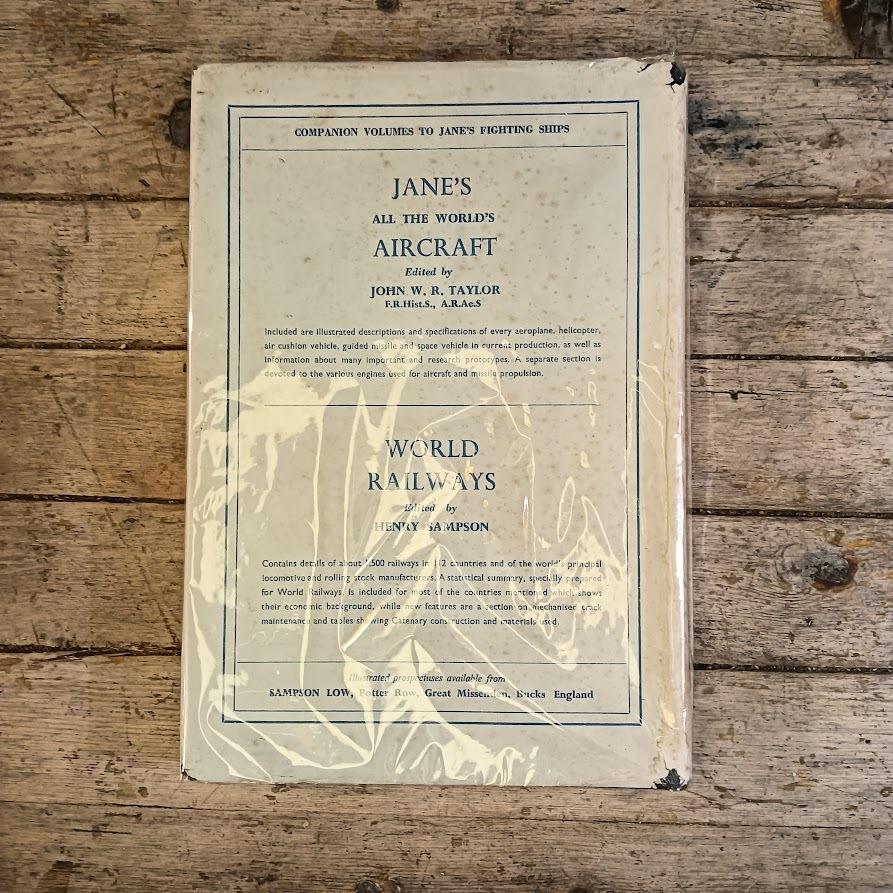 COMPANION VOLUMES TO JANE'S FIGHTING SHIPS
JANE'S
ALL THE WORLD'S
AIRCRAFT
Edited by
JOHN W. R. TAYLOR
F.R.Hist.S., A.R.Ae.S
Included are illustrated descriptions and specifications of every aeroplane, helicopter,
air cushion vehicle, guided missile and space vehicle in current production, as well as
information about many important and research prototypes. A separate section is
devoted to the various engines used for aircraft and missile propulsion.
WORLD
RAILWAYS
Edited by
HENRY SAMPSON
Contains details of about 1,500 railways in 112 countries and of the world's principal
locomotive and rolling stock manufacturers. A statistical summary, specially prepared
for World Railways, is included for most of the countries mentioned which shows
their economic background, while new features are a section on mechanised track
maintenance and tables showing Catenary construction and materials used.
Illustrated prospectuses available from
SAMPSON LOW, Potter Row, Great Missenden, Bucks England